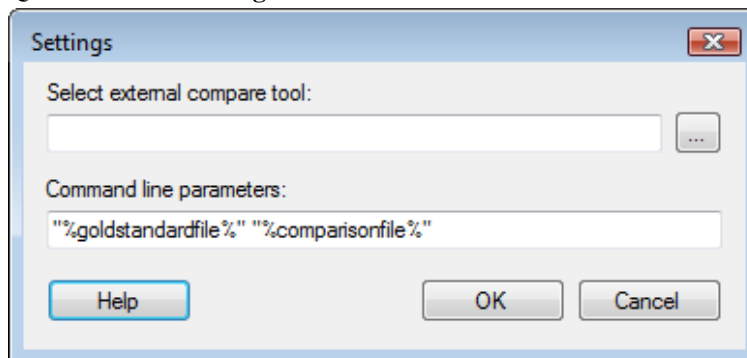 Settings
Select external compare tool:
...
Command line parameters:
"%goldstandardfile%" "%comparisonfile%"
Help OK Cancel